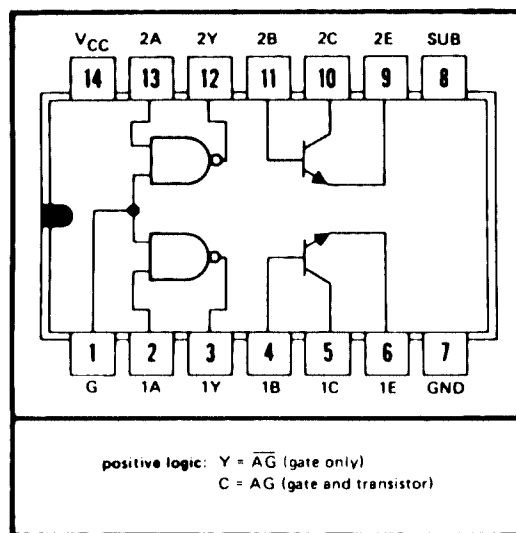 VCC 2A 2Y 2B 2C 2E SUB
14 13 12 11 10 9 8
1 2 3 4 5 6 7
G 1A 1Y 1B 1C 1E GND
positive logic: Y = A̅G̅ (gate only)
C = AG (gate and transistor)